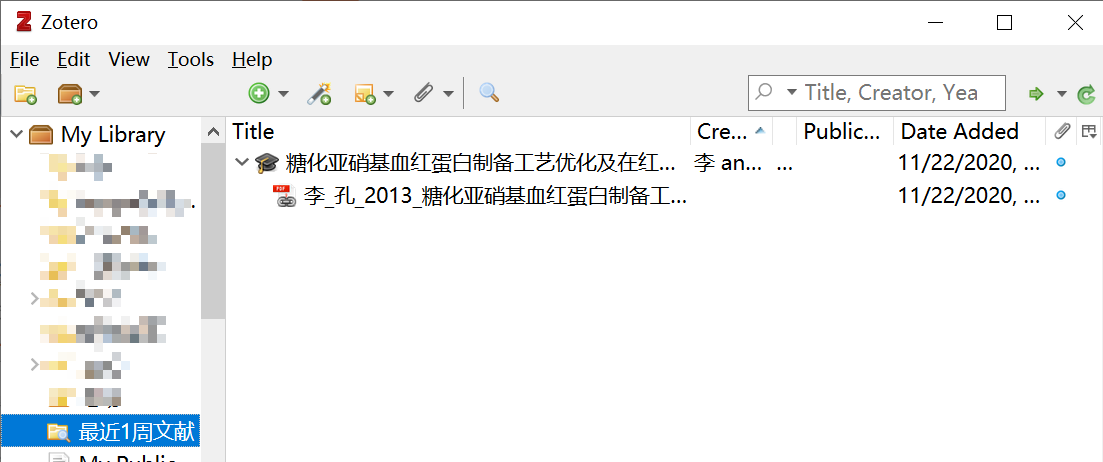 Zotero
File Edit View Tools Help
Title, Creator, Yea
My Library
Title Cre... Public... Date Added
糖化亚硝基血红蛋白制备工艺优化及在红... 李 an... ... 11/22/2020, ...
PDF
李_孔_2013_糖化亚硝基血红蛋白制备工... 11/22/2020, ...
最近1周文献
My Public